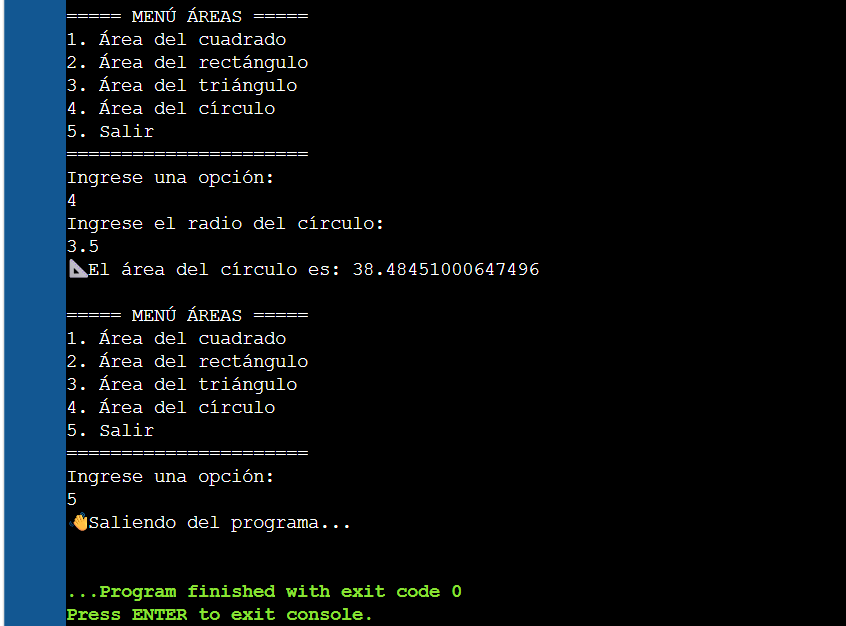 ===== MENÚ ÁREAS =====
1. Área del cuadrado
2. Área del rectángulo
3. Área del triángulo
4. Área del círculo
5. Salir
======================
Ingrese una opción:
4
Ingrese el radio del círculo:
3.5
📐El área del círculo es: 38.48451000647496
===== MENÚ ÁREAS =====
1. Área del cuadrado
2. Área del rectángulo
3. Área del triángulo
4. Área del círculo
5. Salir
======================
Ingrese una opción:
5
👋Saliendo del programa...
...Program finished with exit code 0
Press ENTER to exit console.